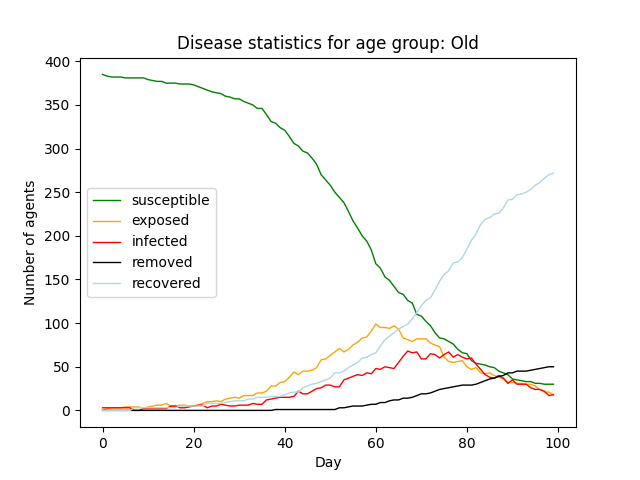 Disease statistics for age group: Old
400
350
300
250
200
150
100
50
0
Number of agents
susceptible
exposed
infected
removed
recovered
0 20 40 60 80 100
Day